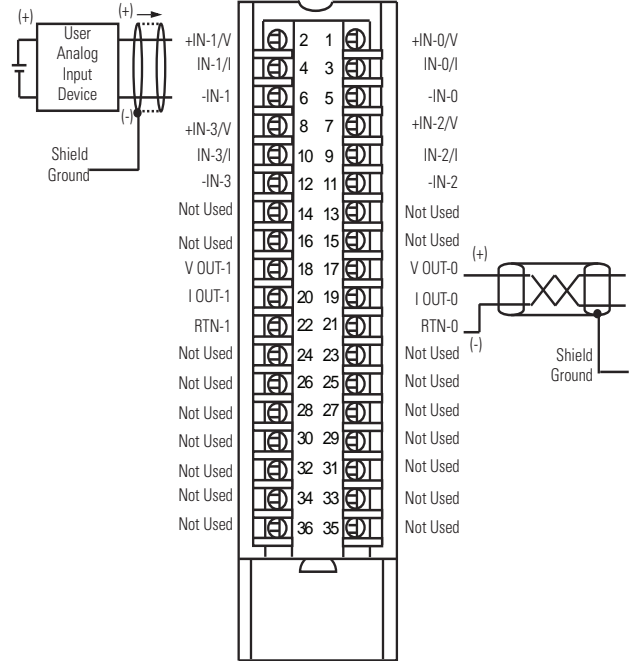 (+)
(+)
User
Analog
Input
Device
(-)
Shield
Ground
+IN-1/V 2 1 +IN-0/V
IN-1/I 4 3 IN-0/I
-IN-1 6 5 -IN-0
+IN-3/V 8 7 +IN-2/V
IN-3/I 10 9 IN-2/I
-IN-3 12 11 -IN-2
Not Used 14 13 Not Used
Not Used 16 15 Not Used
V OUT-1 18 17 V OUT-0 (+)
I OUT-1 20 19 I OUT-0
RTN-1 22 21 RTN-0 (-)
Not Used 24 23 Not Used
Shield
Ground
Not Used 26 25 Not Used
Not Used 28 27 Not Used
Not Used 30 29 Not Used
Not Used 32 31 Not Used
Not Used 34 33 Not Used
Not Used 36 35 Not Used